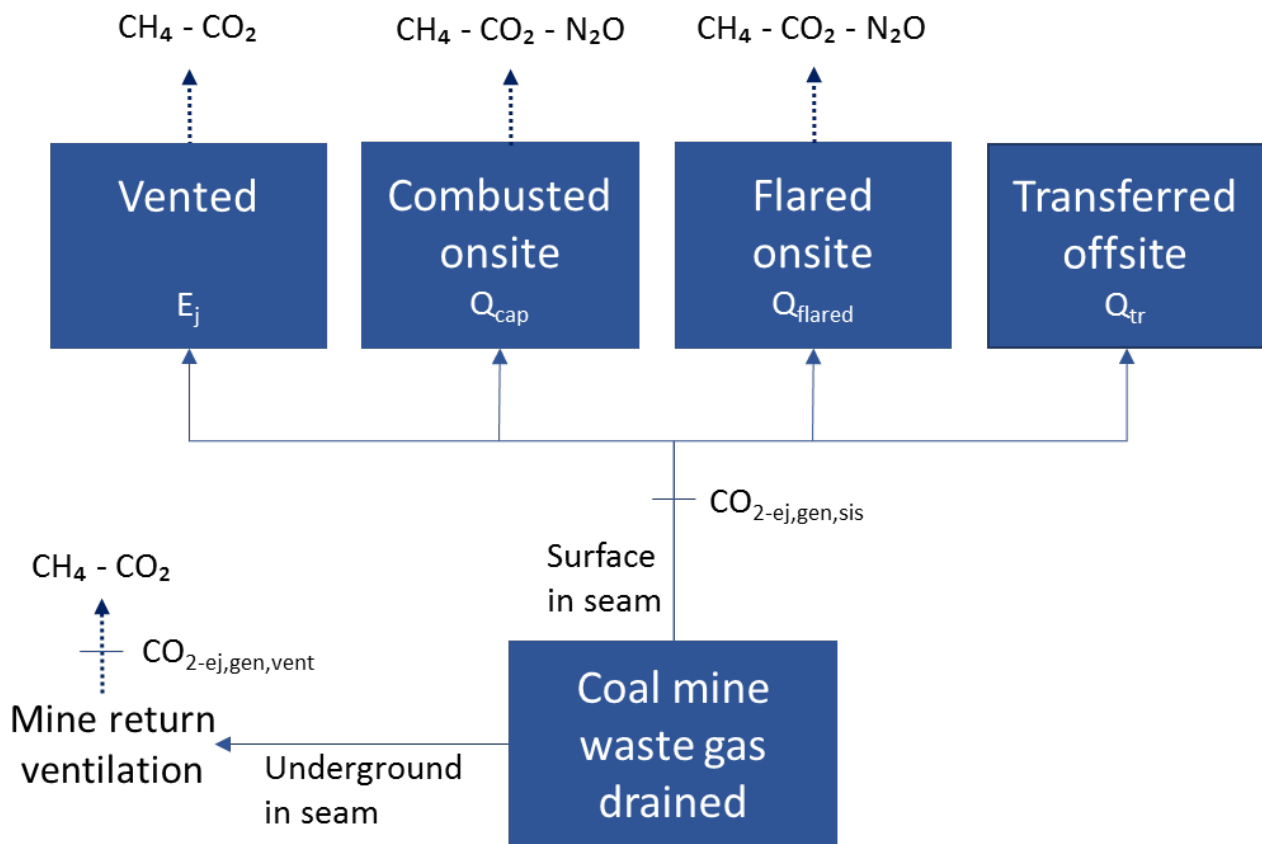 CH₄ - CO₂
CH₄ - CO₂ - N₂O
CH₄ - CO₂ - N₂O
Vented
Eⱼ
Combusted
onsite
Q_cap
Flared
onsite
Q_flared
Transferred
offsite
Q_tr
CO₂-ej,gen,sis
Surface
in seam
CH₄ - CO₂
CO₂-ej,gen,vent
Mine return
ventilation
Underground
in seam
Coal mine
waste gas
drained